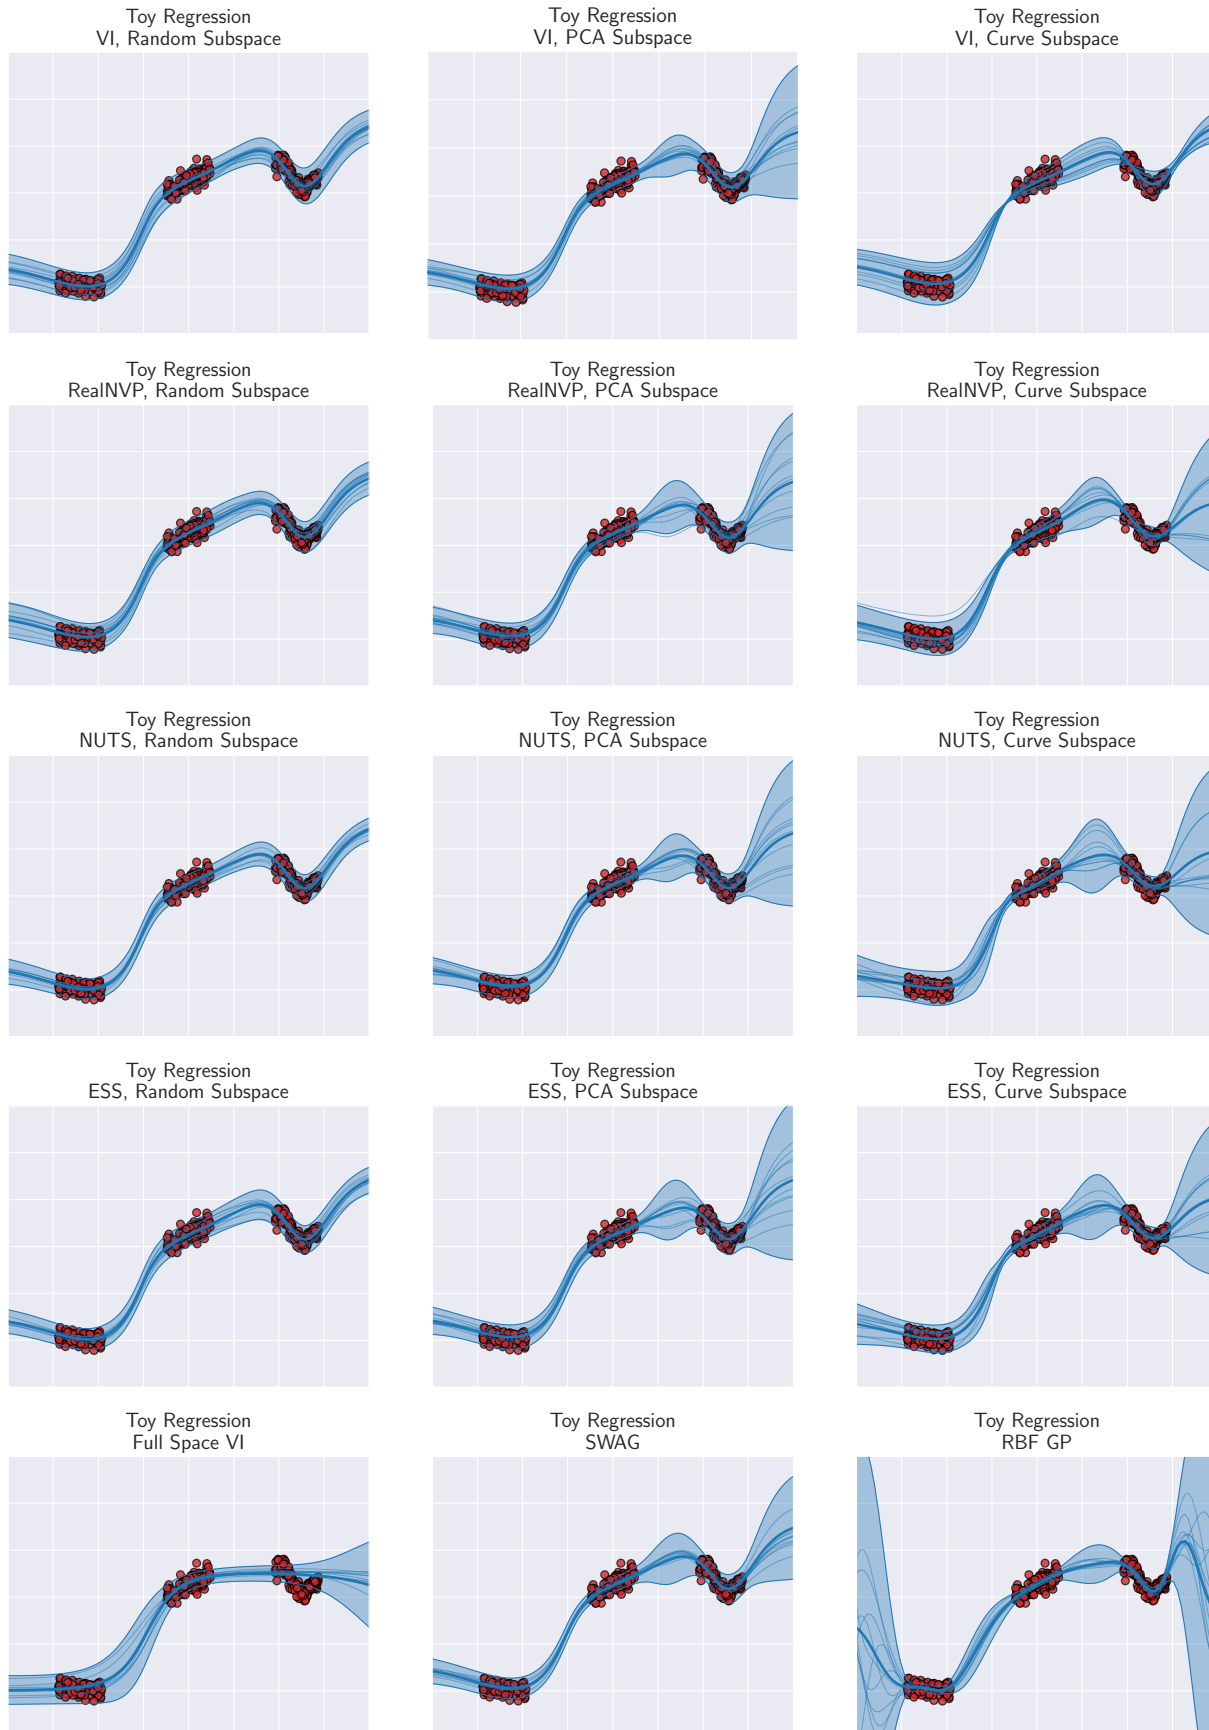 Toy Regression
VI, Random Subspace
Toy Regression
VI, PCA Subspace
Toy Regression
VI, Curve Subspace
Toy Regression
RealNVP, Random Subspace
Toy Regression
RealNVP, PCA Subspace
Toy Regression
RealNVP, Curve Subspace
Toy Regression
NUTS, Random Subspace
Toy Regression
NUTS, PCA Subspace
Toy Regression
NUTS, Curve Subspace
Toy Regression
ESS, Random Subspace
Toy Regression
ESS, PCA Subspace
Toy Regression
ESS, Curve Subspace
Toy Regression
Full Space VI
Toy Regression
SWAG
Toy Regression
RBF GP